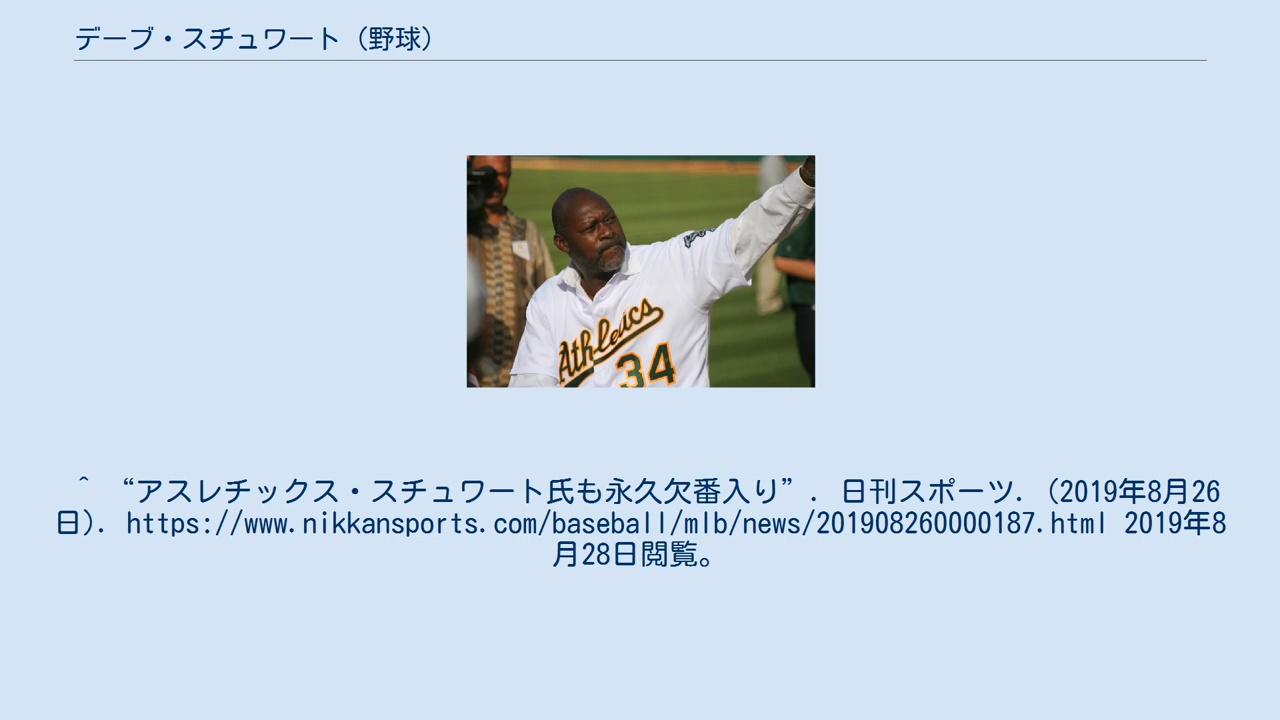 デーブ・スチュワート（野球）
Athletics
34
^ “アスレチックス・スチュワート氏も永久欠番入り”. 日刊スポーツ. (2019年8月26
日). https://www.nikkansports.com/baseball/mlb/news/201908260000187.html 2019年8
月28日閲覧。